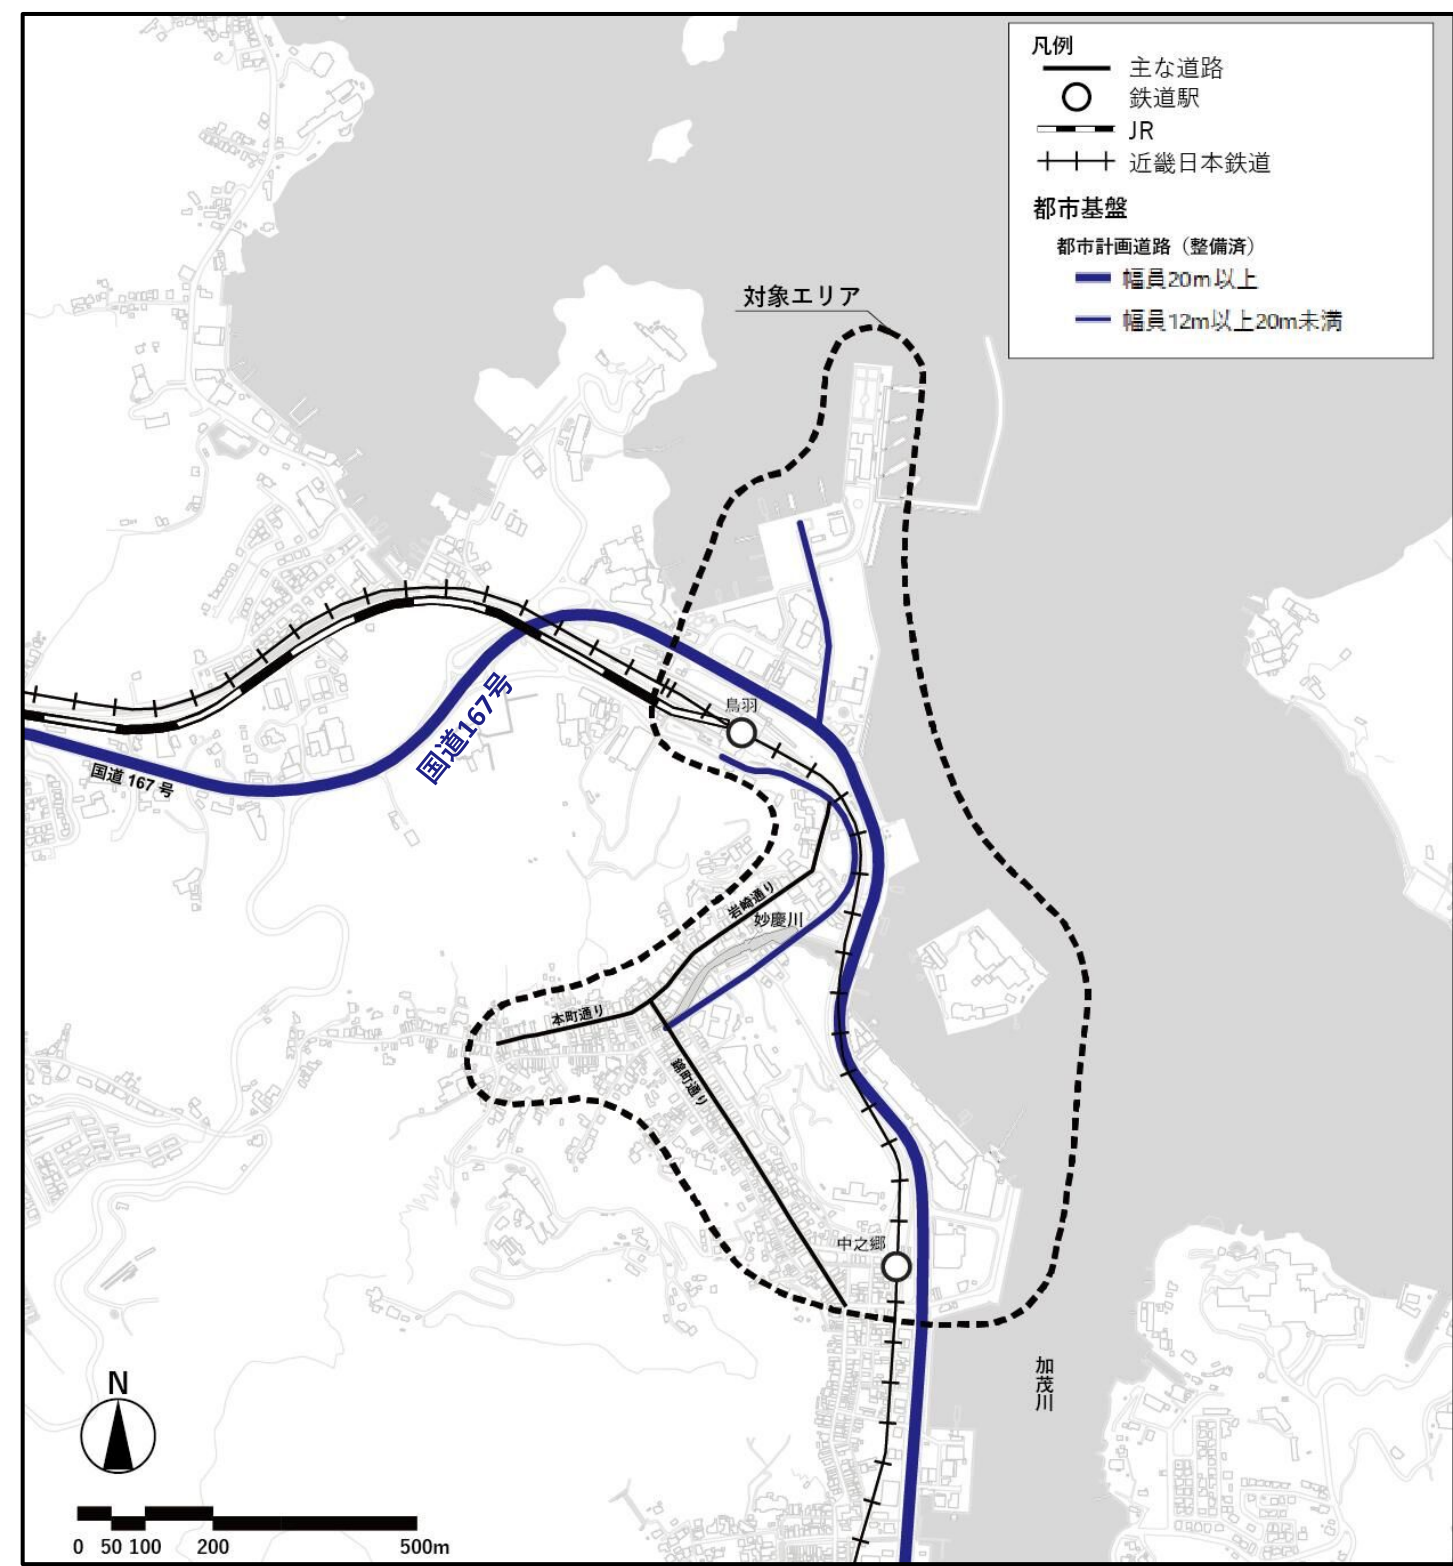 凡例
主な道路
鉄道駅
JR
近畿日本鉄道
都市基盤
都市計画道路（整備済）
幅員20m以上
幅員12m以上20m未満
対象エリア
国道167号
鳥羽
国道 167 号
岩崎通り
妙慶川
本町通り
錦町通り
中之郷
加茂川
N
0 50 100 200 500m